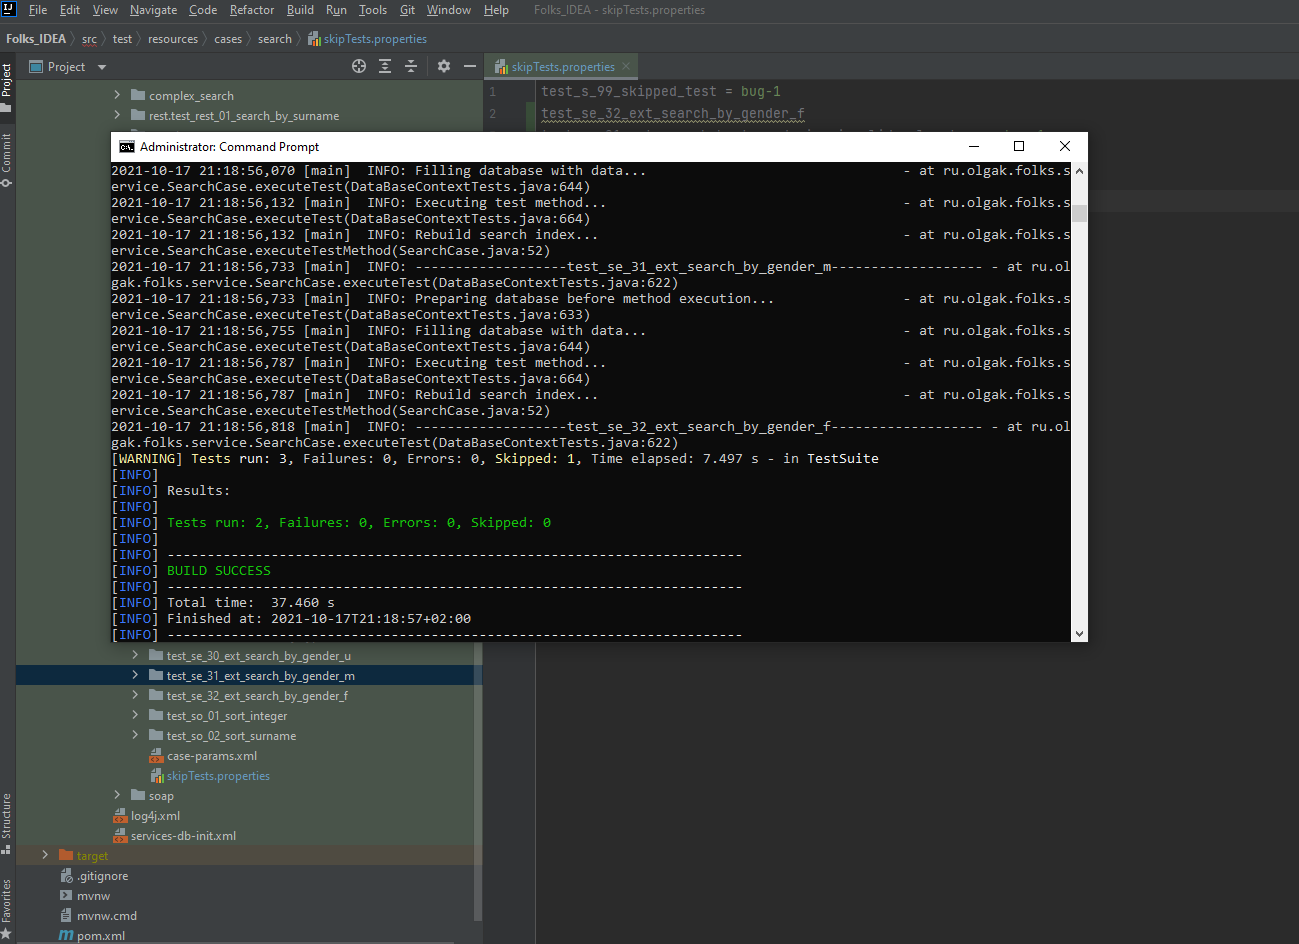 File Edit View Navigate Code Refactor Build Run Tools Git Window Help Folks_IDEA - skipTests.properties
Folks_IDEA src test resources cases search skipTests.properties
Project
Project
skipTests.properties
complex_search
rest.test_rest_01_search_by_surname
1 test_s_99_skipped_test = bug-1
2 test_se_32_ext_search_by_gender_f
Commit
Administrator: Command Prompt
2021-10-17 21:18:56,070 [main]  INFO: Filling database with data... - at ru.olgak.folks.s
ervice.SearchCase.executeTest(DataBaseContextTests.java:644)
2021-10-17 21:18:56,132 [main]  INFO: Executing test method... - at ru.olgak.folks.s
ervice.SearchCase.executeTest(DataBaseContextTests.java:664)
2021-10-17 21:18:56,132 [main]  INFO: Rebuild search index... - at ru.olgak.folks.s
ervice.SearchCase.executeTestMethod(SearchCase.java:52)
2021-10-17 21:18:56,733 [main]  INFO: -------------------test_se_31_ext_search_by_gender_m------------------- - at ru.ol
gak.folks.service.SearchCase.executeTest(DataBaseContextTests.java:622)
2021-10-17 21:18:56,733 [main]  INFO: Preparing database before method execution... - at ru.olgak.folks.s
ervice.SearchCase.executeTest(DataBaseContextTests.java:633)
2021-10-17 21:18:56,755 [main]  INFO: Filling database with data... - at ru.olgak.folks.s
ervice.SearchCase.executeTest(DataBaseContextTests.java:644)
2021-10-17 21:18:56,787 [main]  INFO: Executing test method... - at ru.olgak.folks.s
ervice.SearchCase.executeTest(DataBaseContextTests.java:664)
2021-10-17 21:18:56,787 [main]  INFO: Rebuild search index... - at ru.olgak.folks.s
ervice.SearchCase.executeTestMethod(SearchCase.java:52)
2021-10-17 21:18:56,818 [main]  INFO: -------------------test_se_32_ext_search_by_gender_f------------------- - at ru.ol
gak.folks.service.SearchCase.executeTest(DataBaseContextTests.java:622)
[WARNING] Tests run: 3, Failures: 0, Errors: 0, Skipped: 1, Time elapsed: 7.497 s - in TestSuite
[INFO]
[INFO] Results:
[INFO]
[INFO] Tests run: 2, Failures: 0, Errors: 0, Skipped: 0
[INFO]
[INFO] ------------------------------------------------------------------------
[INFO] BUILD SUCCESS
[INFO] ------------------------------------------------------------------------
[INFO] Total time:  37.460 s
[INFO] Finished at: 2021-10-17T21:18:57+02:00
[INFO] ------------------------------------------------------------------------
test_se_30_ext_search_by_gender_u
test_se_31_ext_search_by_gender_m
test_se_32_ext_search_by_gender_f
test_so_01_sort_integer
test_so_02_sort_surname
case-params.xml
skipTests.properties
soap
log4j.xml
services-db-init.xml
target
.gitignore
mvnw
mvnw.cmd
pom.xml
Structure
Favorites